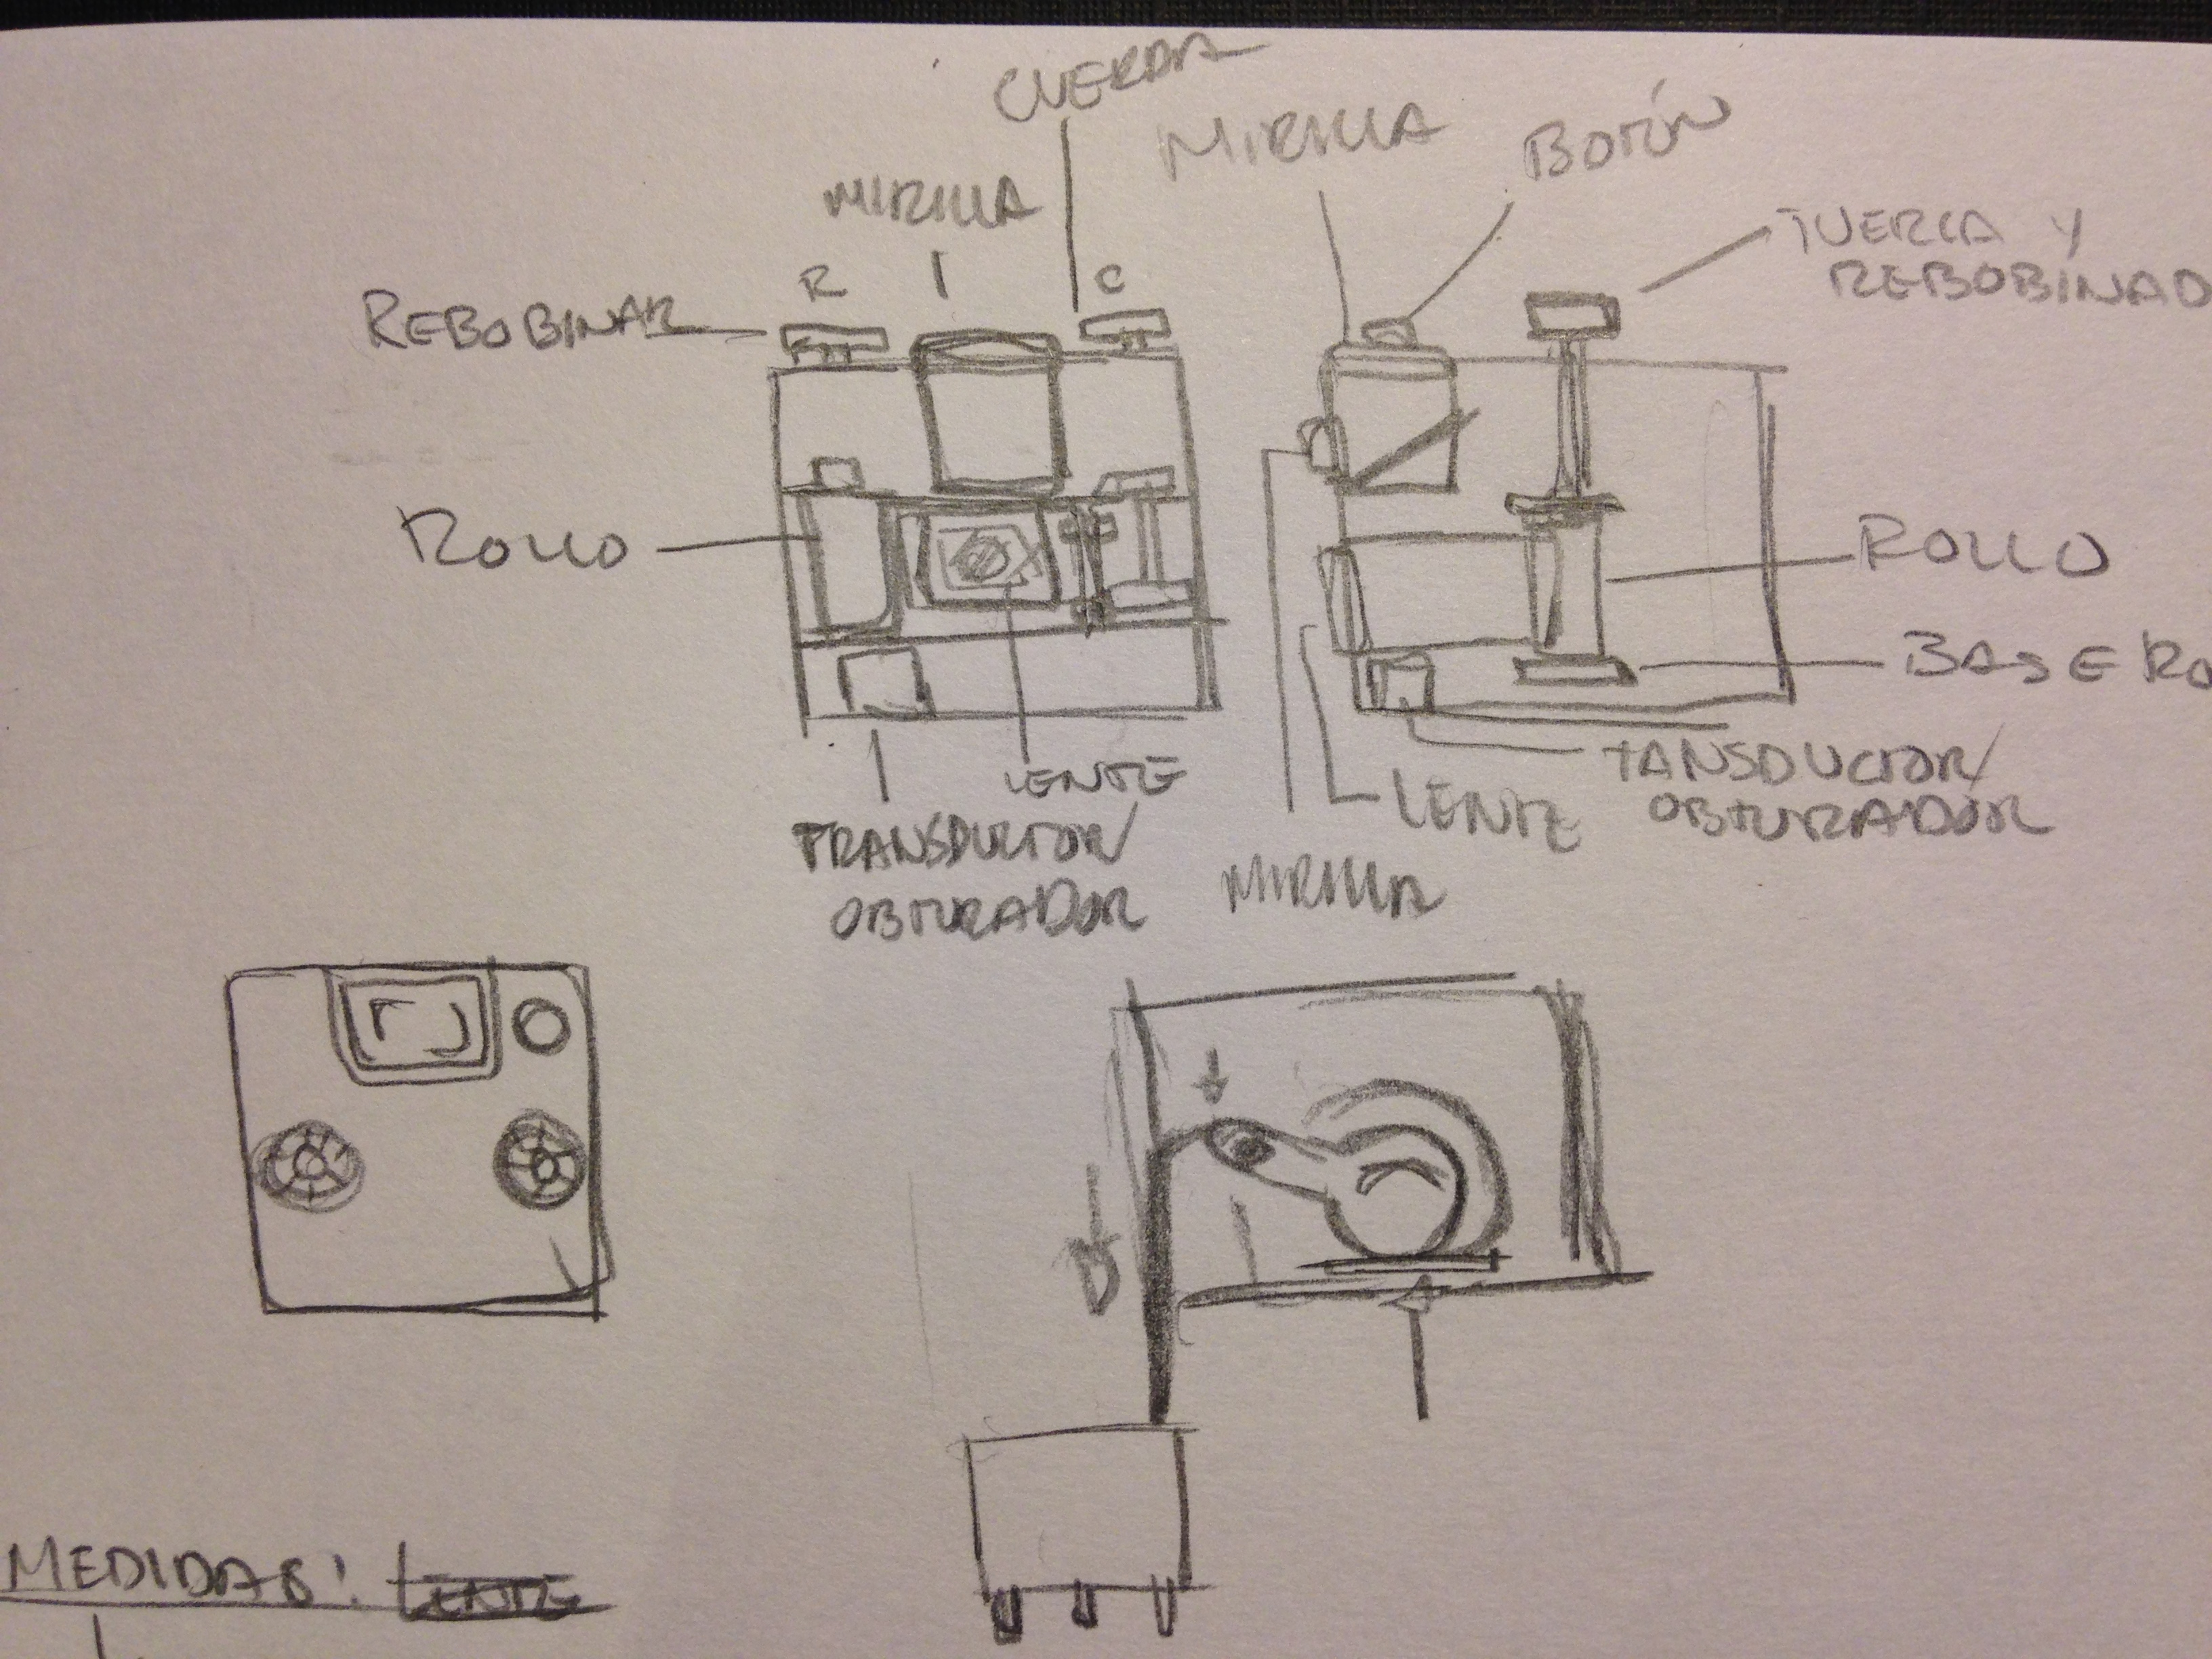 CUERDA
MIRILLA
BOTÓN
MIRILLA
TUERCA Y
REBOBINAD
R
C
REBOBINAR
ROLLO
ROLLO
BASE RO
LENTE
TRANSDUCTOR/
OBTURADOR
TANSDUCTOR/
OBTURADOR
LENTE
MIRILLA
MEDIDAS: LENTE